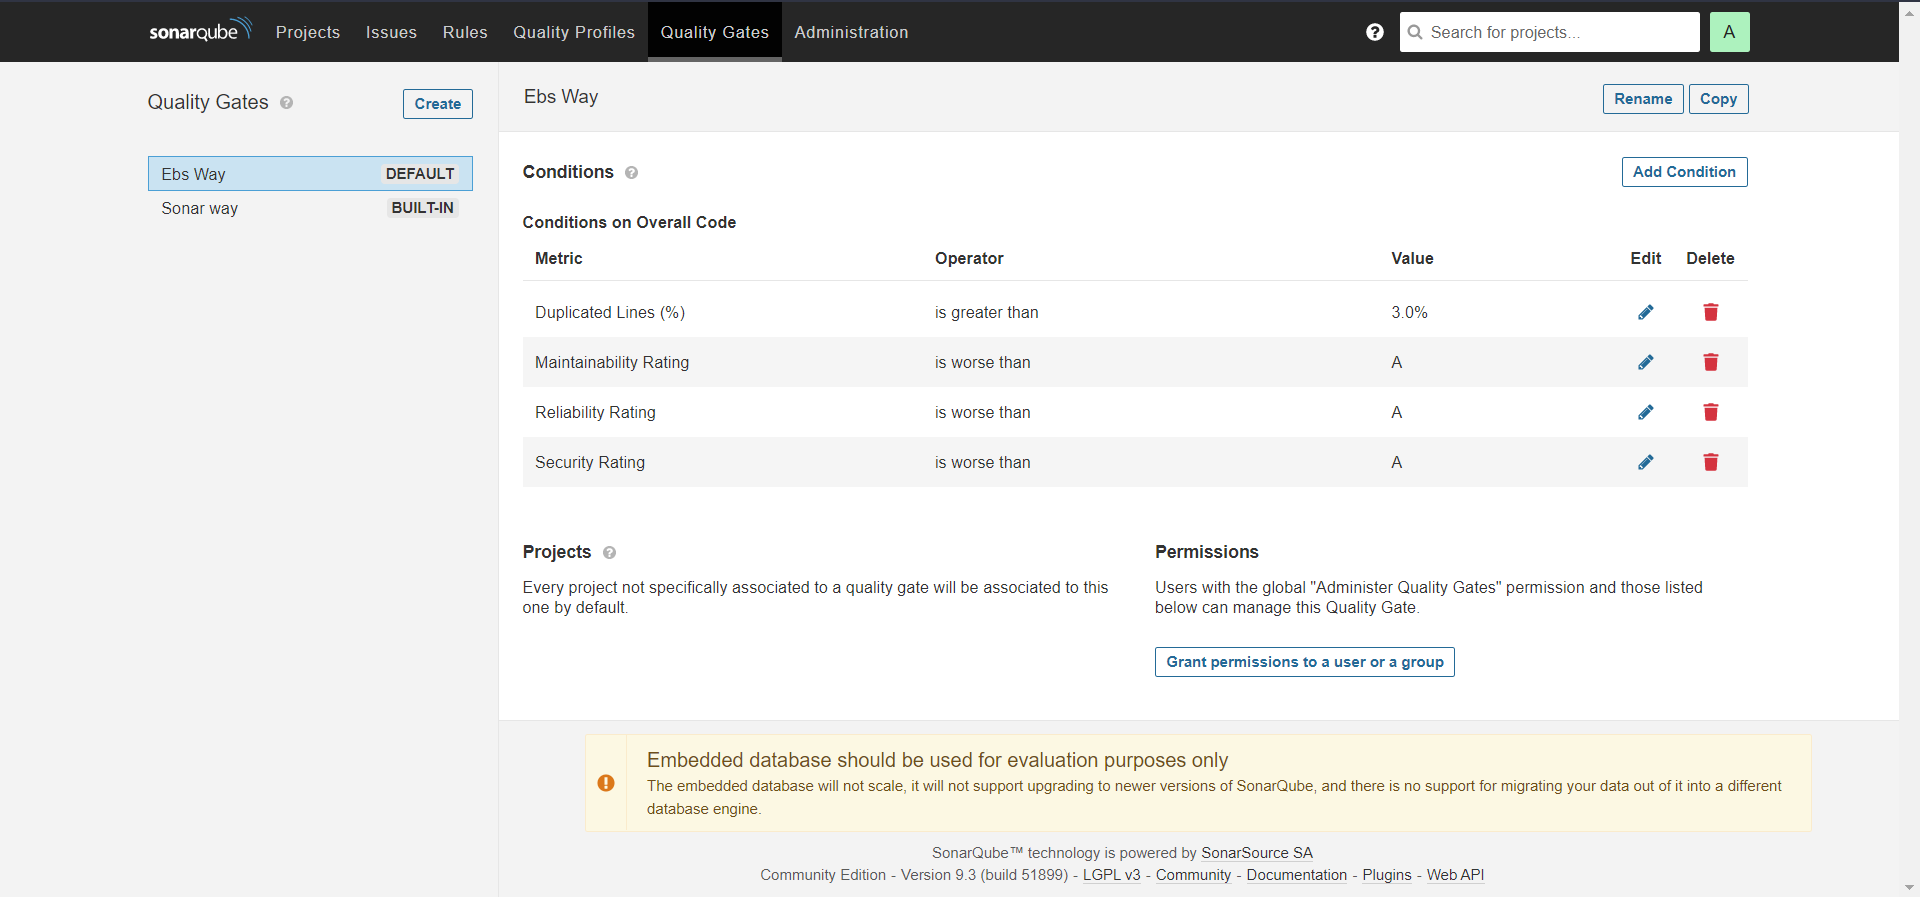 sonarqube Projects Issues Rules Quality Profiles Quality Gates Administration ? Search for projects... A
Quality Gates ? Create
Ebs Way DEFAULT
Sonar way BUILT-IN
Ebs Way Rename Copy
Conditions ? Add Condition
Conditions on Overall Code
Metric Operator Value Edit Delete
Duplicated Lines (%) is greater than 3.0%
Maintainability Rating is worse than A
Reliability Rating is worse than A
Security Rating is worse than A
Projects ?
Every project not specifically associated to a quality gate will be associated to this
one by default.
Permissions
Users with the global "Administer Quality Gates" permission and those listed
below can manage this Quality Gate.
Grant permissions to a user or a group
Embedded database should be used for evaluation purposes only
The embedded database will not scale, it will not support upgrading to newer versions of SonarQube, and there is no support for migrating your data out of it into a different
database engine.
SonarQube™ technology is powered by SonarSource SA
Community Edition - Version 9.3 (build 51899) - LGPL v3 - Community - Documentation - Plugins - Web API